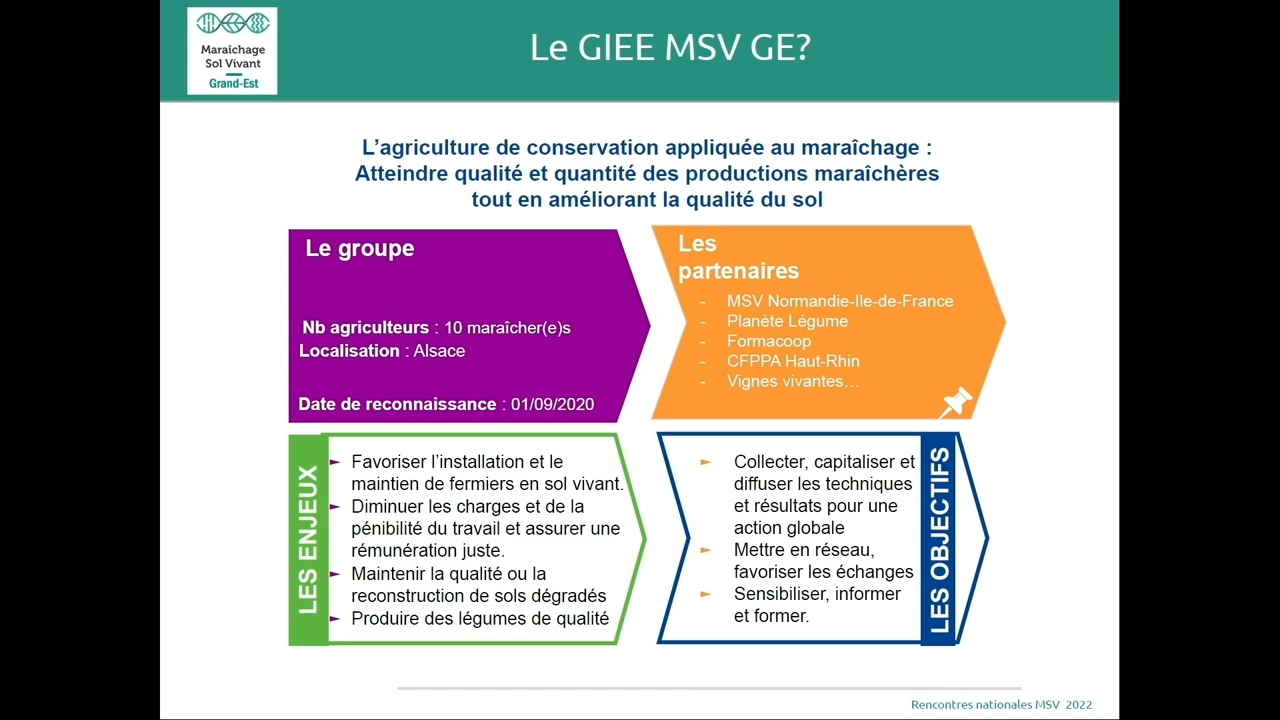 Maraîchage
Sol Vivant
Grand-Est
Le GIEE MSV GE?
L’agriculture de conservation appliquée au maraîchage :
Atteindre qualité et quantité des productions maraîchères
tout en améliorant la qualité du sol
Le groupe
Nb agriculteurs : 10 maraîcher(e)s
Localisation : Alsace
Date de reconnaissance : 01/09/2020
Les
partenaires
- MSV Normandie-Ile-de-France
- Planète Légume
- Formacoop
- CFPPA Haut-Rhin
- Vignes vivantes…
LES ENJEUX
► Favoriser l’installation et le
maintien de fermiers en sol vivant.
► Diminuer les charges et de la
pénibilité du travail et assurer une
rémunération juste.
► Maintenir la qualité ou la
reconstruction de sols dégradés
► Produire des légumes de qualité
► Collecter, capitaliser et
diffuser les techniques
et résultats pour une
action globale
► Mettre en réseau,
favoriser les échanges
► Sensibiliser, informer
et former.
LES OBJECTIFS
Rencontres nationales MSV 2022